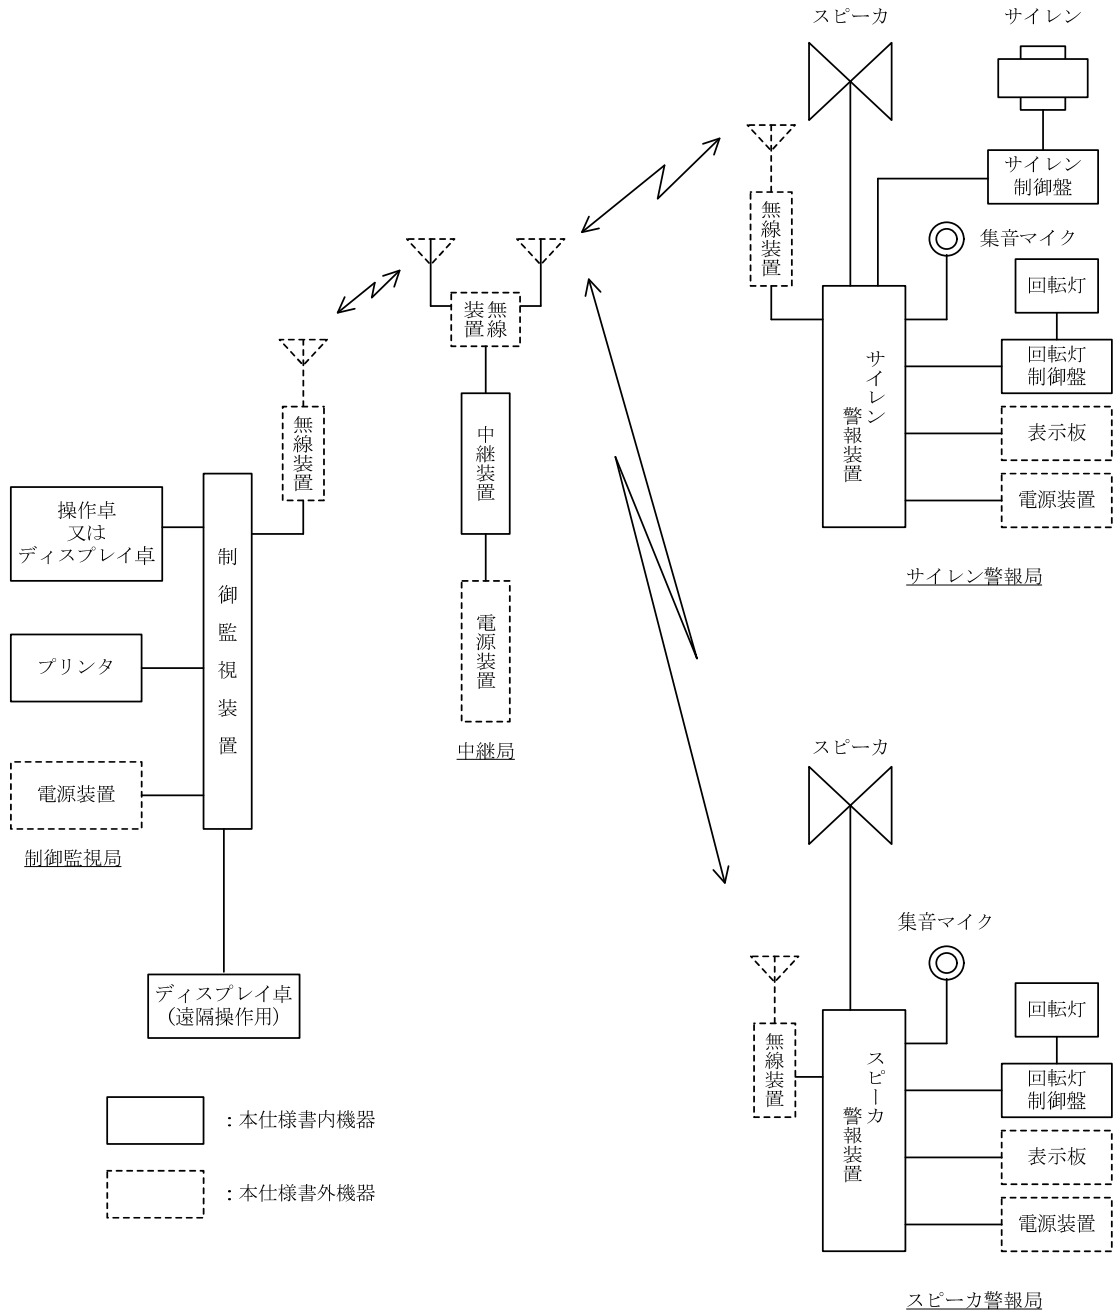 スピーカ
サイレン
サイレン
制御盤
無線装置
集音マイク
回転灯
無線
装置
回転灯
制御盤
サイレン
警報装置
無線装置
表示板
中継装置
電源装置
操作卓
又は
ディスプレイ卓
制御監視装置
サイレン警報局
電源装置
プリンタ
中継局
スピーカ
電源装置
制御監視局
集音マイク
ディスプレイ卓
(遠隔操作用)
回転灯
無線装置
スピーカ
警報装置
回転灯
制御盤
：本仕様書内機器
表示板
：本仕様書外機器
電源装置
スピーカ警報局